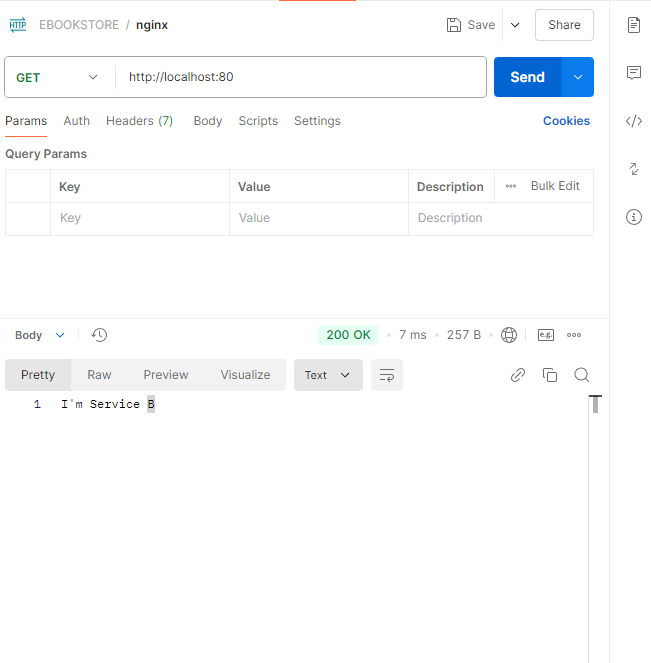 HTTP EBOOKSTORE / nginx Save Share
GET http://localhost:80 Send
Params Auth Headers (7) Body Scripts Settings Cookies
Query Params
Key Value Description Bulk Edit
Key Value Description
Body 200 OK 7 ms 257 B e.g.
Pretty Raw Preview Visualize Text
1 I'm Service B